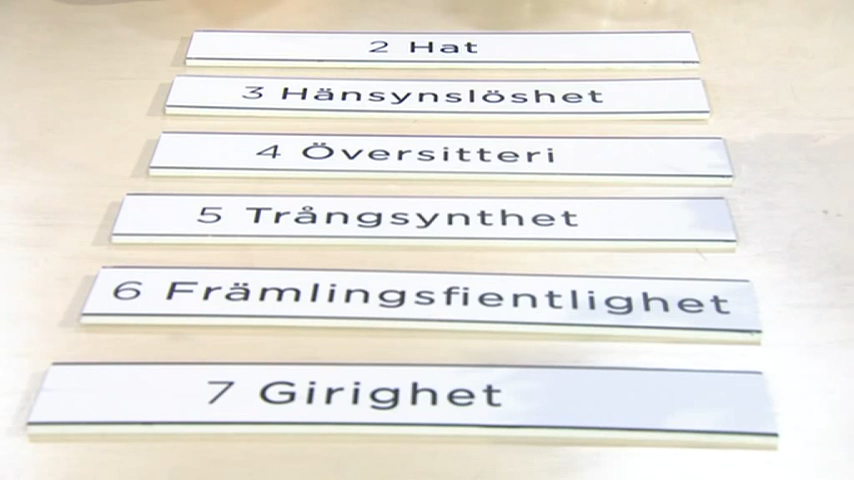 2 Hat
3 Hänsynslöshet
4 Översitteri
5 Trångsynthet
6 Främlingsfientlighet
7 Girighet